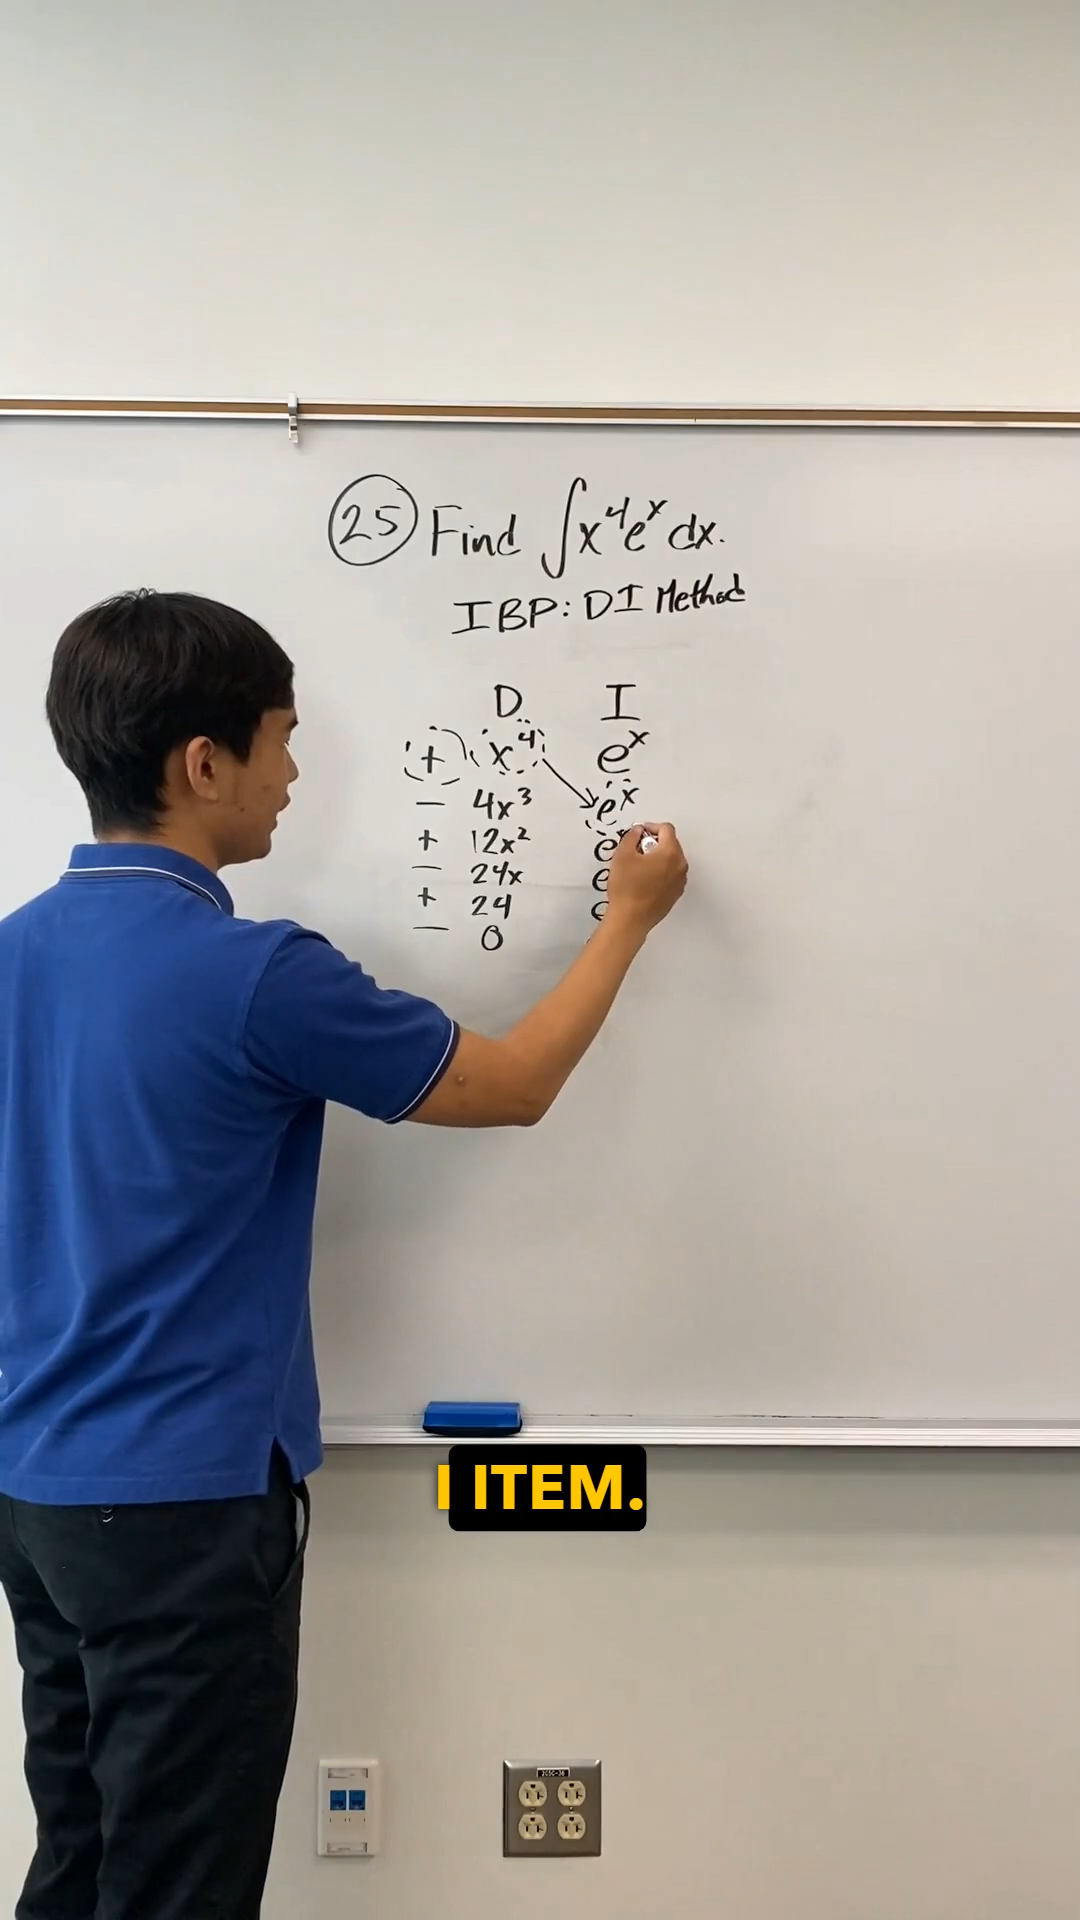 25 Find ∫x⁴eˣ dx.
IBP: DI Method
D I
+ x⁴ eˣ
− 4x³ eˣ
+ 12x² e
− 24x e
+ 24 e
− 0
I ITEM.